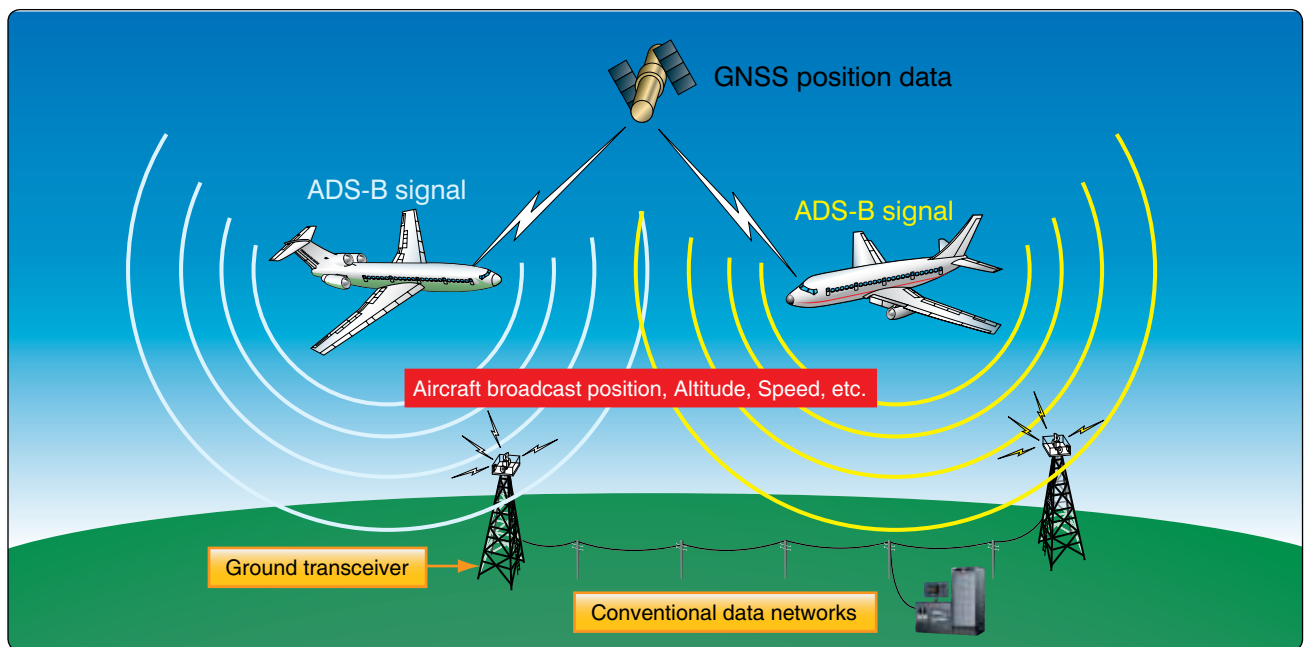 GNSS position data
ADS-B signal
ADS-B signal
Aircraft broadcast position, Altitude, Speed, etc.
Ground transceiver
Conventional data networks